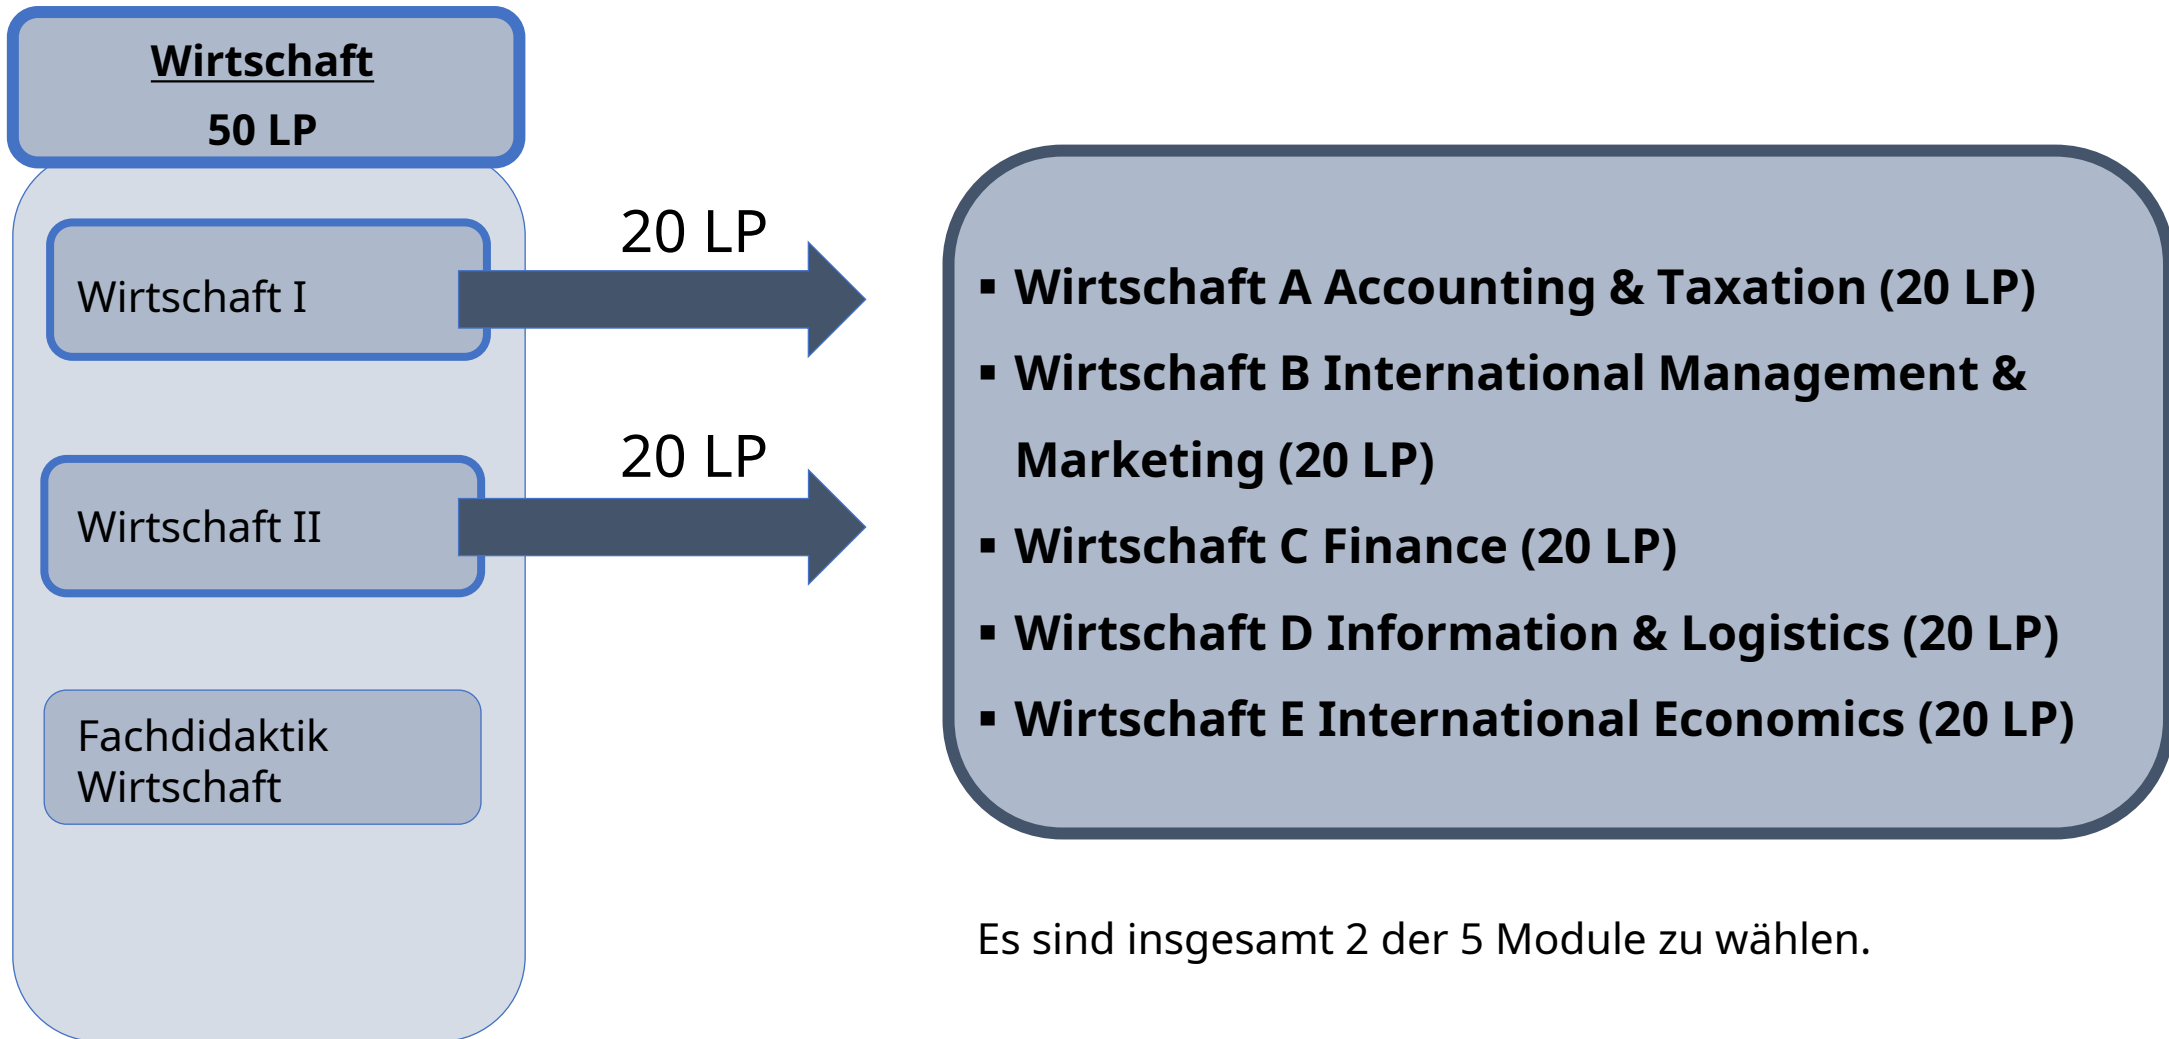 Wirtschaft
50 LP
Wirtschaft I
20 LP
Wirtschaft II
20 LP
Fachdidaktik
Wirtschaft
▪ Wirtschaft A Accounting & Taxation (20 LP)
▪ Wirtschaft B International Management &
Marketing (20 LP)
▪ Wirtschaft C Finance (20 LP)
▪ Wirtschaft D Information & Logistics (20 LP)
▪ Wirtschaft E International Economics (20 LP)
Es sind insgesamt 2 der 5 Module zu wählen.